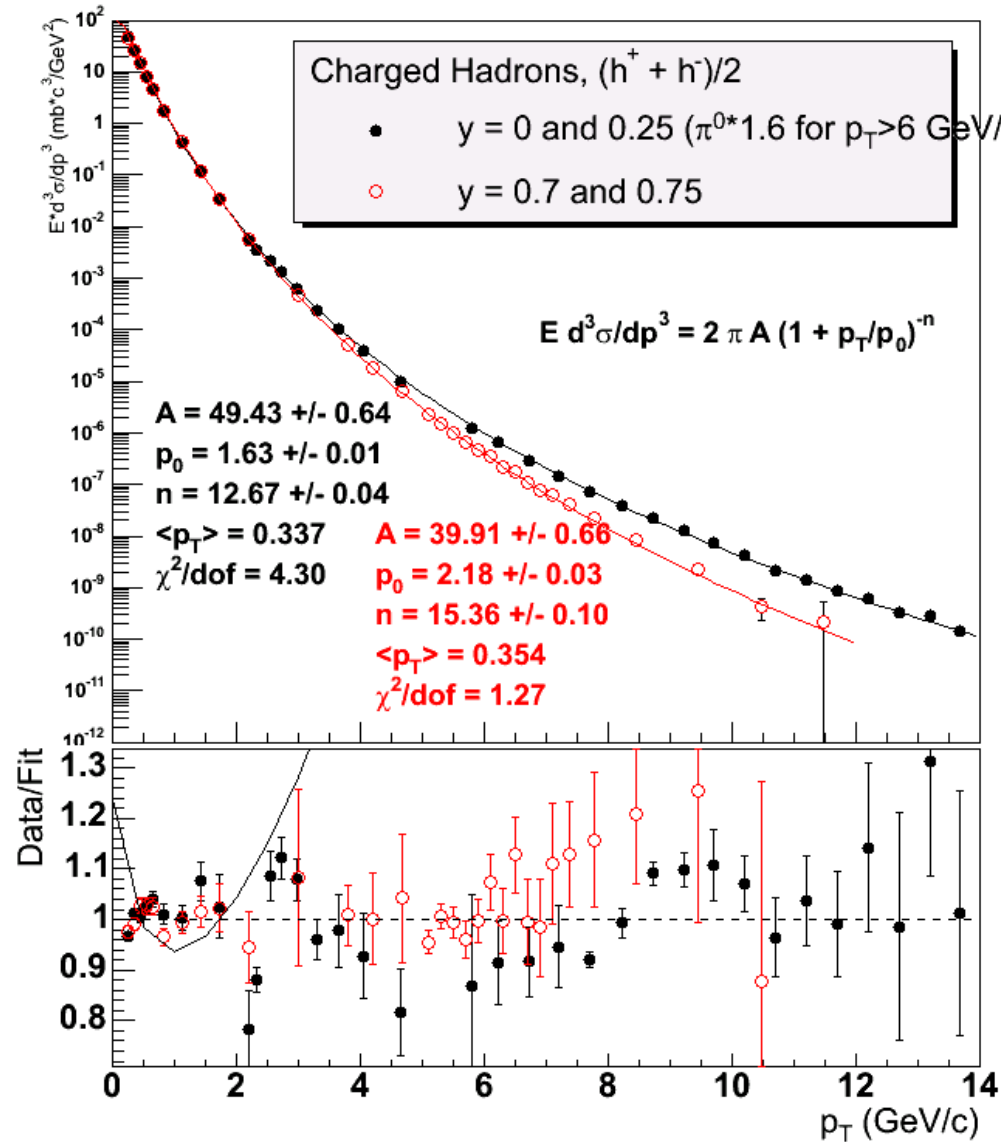 E*d³σ/dp³ (mb*c³/GeV²)
10²
10
1
10⁻¹
10⁻²
10⁻³
10⁻⁴
10⁻⁵
10⁻⁶
10⁻⁷
10⁻⁸
10⁻⁹
10⁻¹⁰
10⁻¹¹
10⁻¹²
Charged Hadrons, (h⁺ + h⁻)/2
y = 0 and 0.25 (π⁰*1.6 for p_T>6 GeV/
y = 0.7 and 0.75
E d³σ/dp³ = 2 π A (1 + p_T/p₀)⁻ⁿ
A = 49.43 +/- 0.64
p₀ = 1.63 +/- 0.01
n = 12.67 +/- 0.04
<p_T> = 0.337
χ²/dof = 4.30
A = 39.91 +/- 0.66
p₀ = 2.18 +/- 0.03
n = 15.36 +/- 0.10
<p_T> = 0.354
χ²/dof = 1.27
Data/Fit
1.3
1.2
1.1
1
0.9
0.8
0 2 4 6 8 10 12 14
p_T (GeV/c)